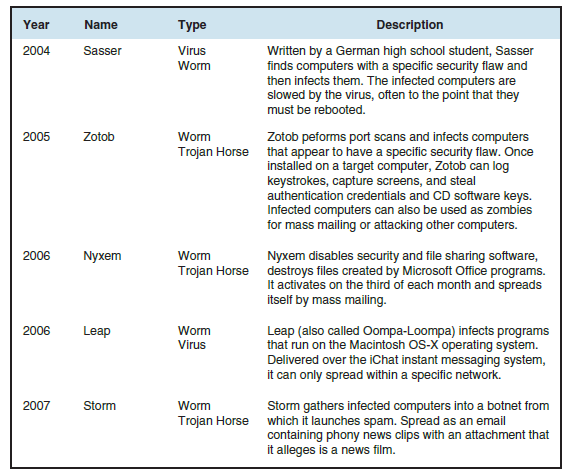 Year Name Type Description
2004 Sasser Virus Written by a German high school student, Sasser
Worm finds computers with a specific security flaw and
then infects them. The infected computers are
slowed by the virus, often to the point that they
must be rebooted.
2005 Zotob Worm Zotob peforms port scans and infects computers
Trojan Horse that appear to have a specific security flaw. Once
installed on a target computer, Zotob can log
keystrokes, capture screens, and steal
authentication credentials and CD software keys.
Infected computers can also be used as zombies
for mass mailing or attacking other computers.
2006 Nyxem Worm Nyxem disables security and file sharing software,
Trojan Horse destroys files created by Microsoft Office programs.
It activates on the third of each month and spreads
itself by mass mailing.
2006 Leap Worm Leap (also called Oompa-Loompa) infects programs
Virus that run on the Macintosh OS-X operating system.
Delivered over the iChat instant messaging system,
it can only spread within a specific network.
2007 Storm Worm Storm gathers infected computers into a botnet from
Trojan Horse which it launches spam. Spread as an email
containing phony news clips with an attachment that
it alleges is a news film.